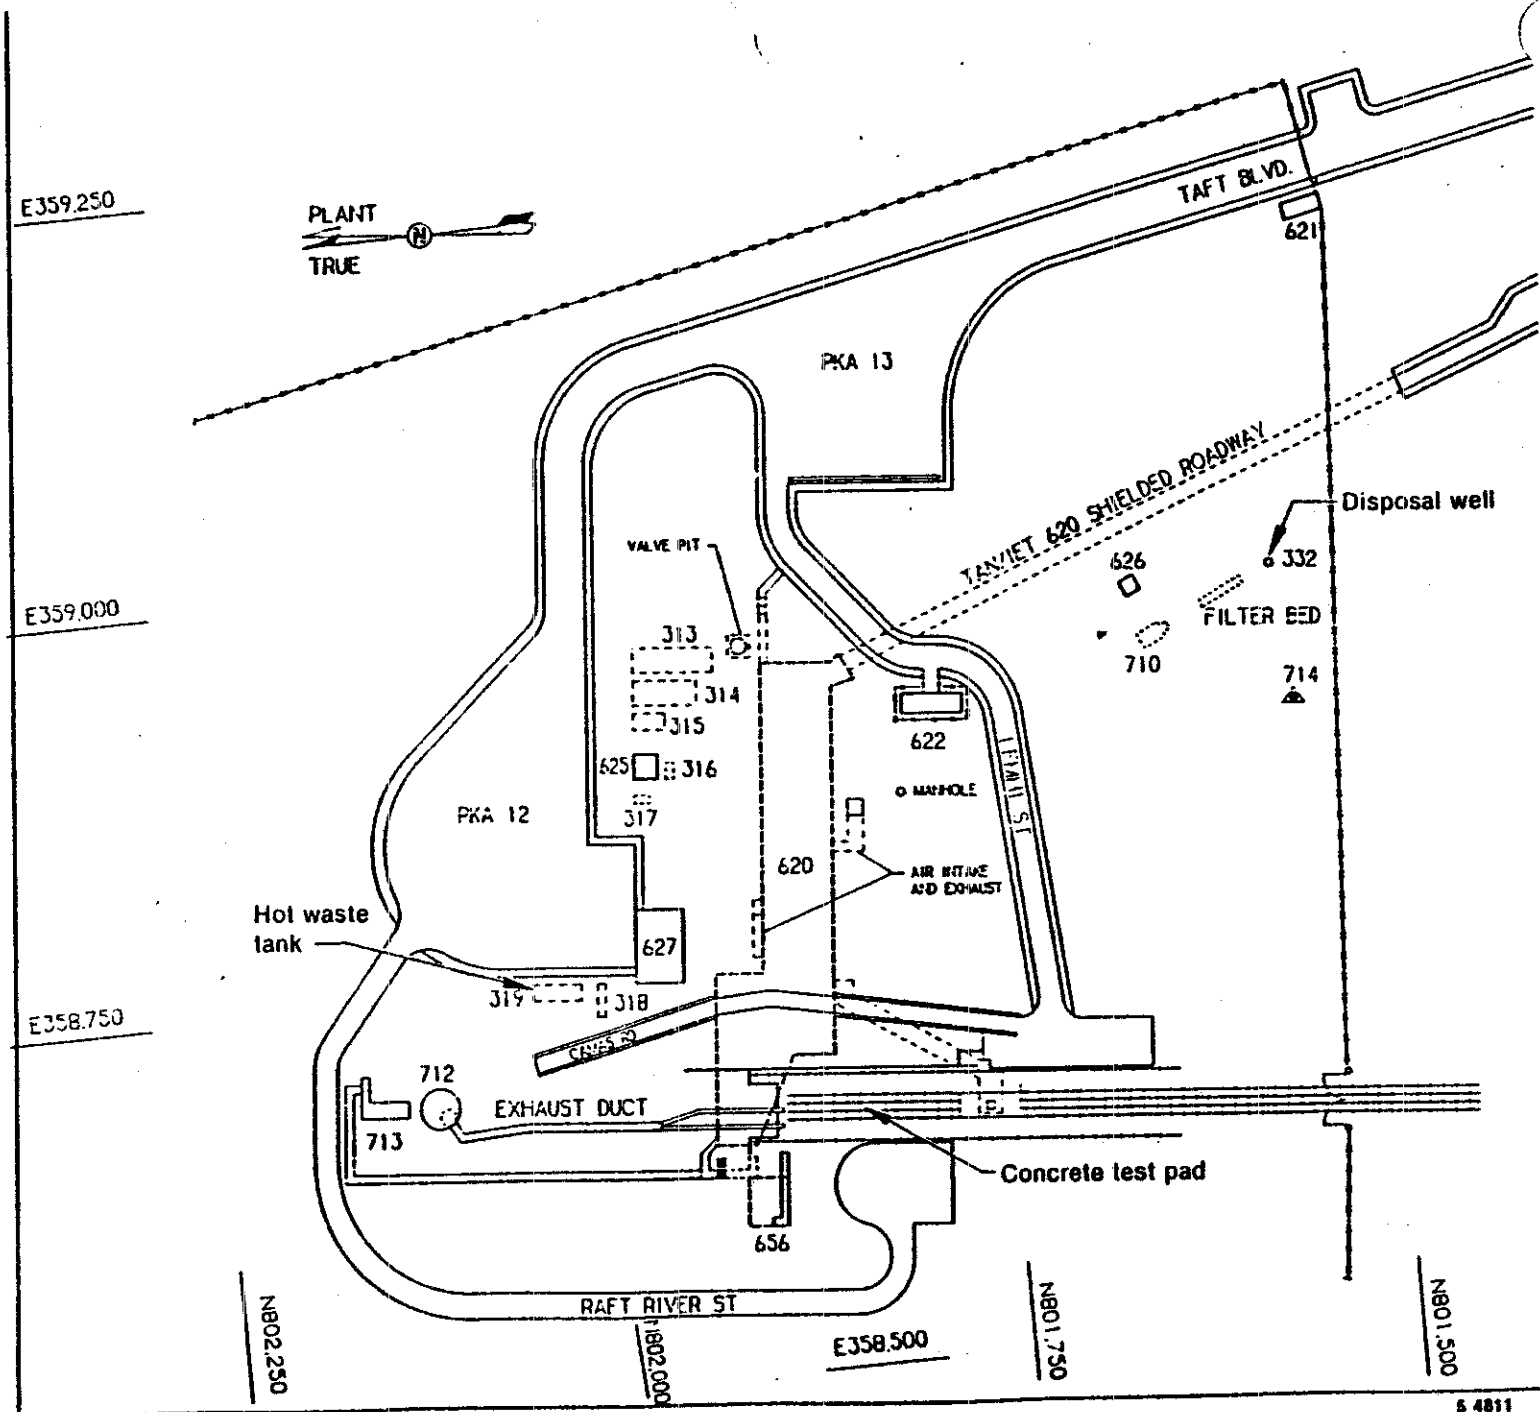 E359.250
PLANT
N
TRUE
TAFT BLVD.
621
PKA 13
TAN/IET 620 SHIELDED ROADWAY
Disposal well
VALVE PIT
626
332
E359.000
FILTER BED
313
710
314
714
315
622
625
316
MANHOLE
PKA 12
317
ST
620
AIR INTAKE
AND EXHAUST
Hot waste
tank
627
319
318
E358.750
712
EXHAUST DUCT
713
Concrete test pad
656
RAFT RIVER ST
N802.250
N802.000
E358.500
N801.750
N801.500